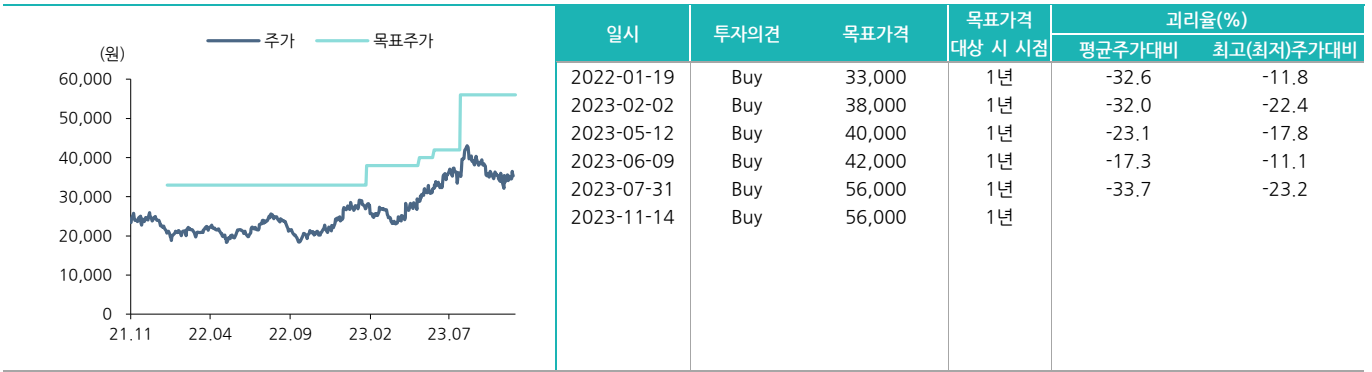 (원)
주가 목표주가
60,000
50,000
40,000
30,000
20,000
10,000
0
21.11 22.04 22.09 23.02 23.07
일시 투자의견 목표가격 목표가격 대상 시 시점 괴리율(%)
평균주가대비 최고(최저)주가대비
2022-01-19 Buy 33,000 1년 -32.6 -11.8
2023-02-02 Buy 38,000 1년 -32.0 -22.4
2023-05-12 Buy 40,000 1년 -23.1 -17.8
2023-06-09 Buy 42,000 1년 -17.3 -11.1
2023-07-31 Buy 56,000 1년 -33.7 -23.2
2023-11-14 Buy 56,000 1년